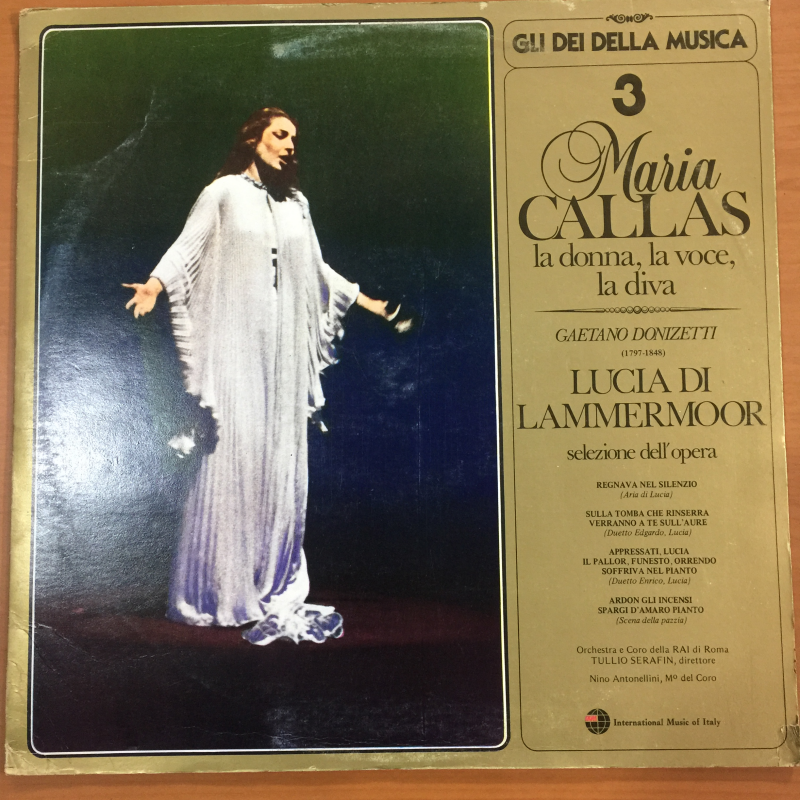 GLI DEI DELLA MUSICA
3
Maria
CALLAS
la donna, la voce,
la diva
GAETANO DONIZETTI
(1797-1848)
LUCIA DI
LAMMERMOOR
selezione dell'opera
REGNAVA NEL SILENZIO
(Aria di Lucia)
SULLA TOMBA CHE RINSERRA
VERRANNO A TE SULL'AURE
(Duetto Edgardo, Lucia)
APPRESSATI, LUCIA
IL PALLOR, FUNESTO, ORRENDO
SOFFRIVA NEL PIANTO
(Duetto Enrico, Lucia)
ARDON GLI INCENSI
SPARGI D'AMARO PIANTO
(Scena della pazzia)
Orchestra e Coro della RAI di Roma
TULLIO SERAFIN, direttore
Nino Antonellini, Mº del Coro
International Music of Italy